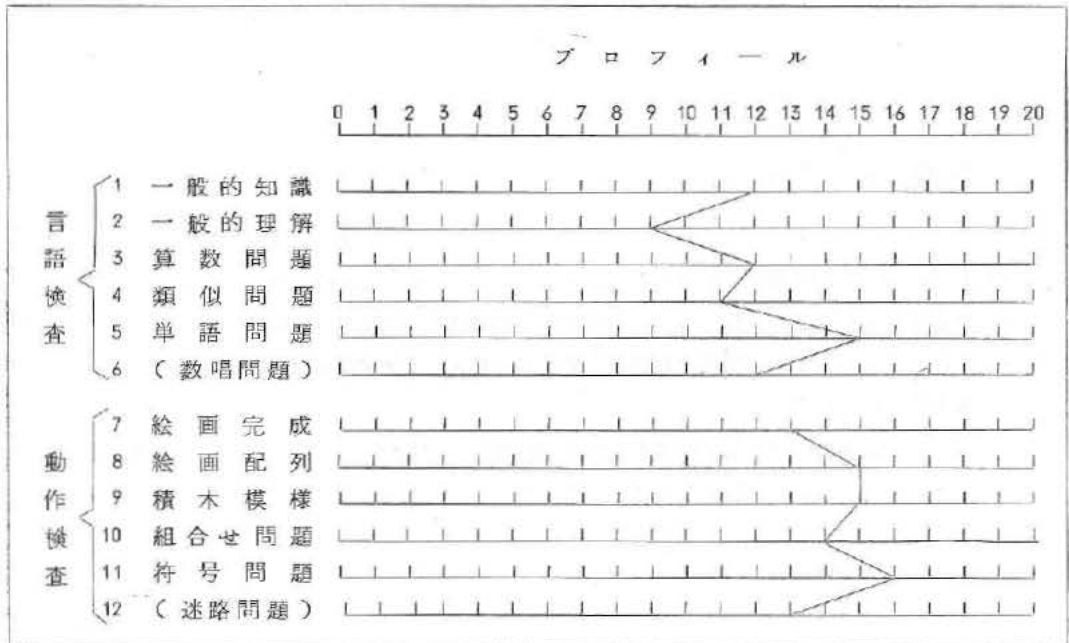 プロフィール
0 1 2 3 4 5 6 7 8 9 10 11 12 13 14 15 16 17 18 19 20
言語検査
1 一般的知識
2 一般的理解
3 算数問題
4 類似問題
5 単語問題
6 (数唱問題)
動作検査
7 絵画完成
8 絵画配列
9 積木模様
10 組合せ問題
11 符号問題
12 (迷路問題)